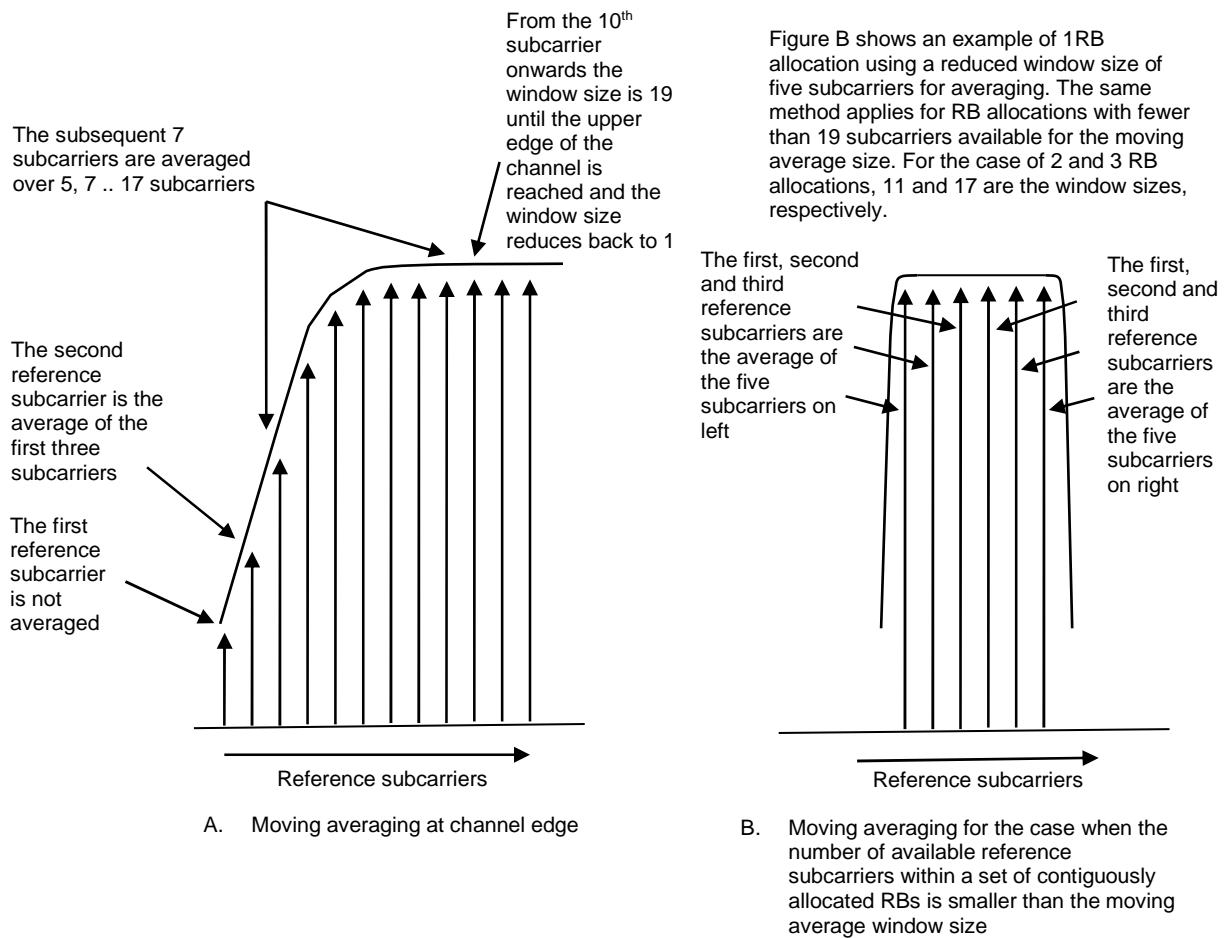 From the 10th
subcarrier
onwards the
window size is 19
until the upper
edge of the
channel is
reached and the
window size
reduces back to 1
The subsequent 7
subcarriers are averaged
over 5, 7 .. 17 subcarriers
The second
reference
subcarrier is the
average of the
first three
subcarriers
The first
reference
subcarrier
is not
averaged
Reference subcarriers
A. Moving averaging at channel edge
Figure B shows an example of 1RB
allocation using a reduced window size of
five subcarriers for averaging. The same
method applies for RB allocations with fewer
than 19 subcarriers available for the moving
average size. For the case of 2 and 3 RB
allocations, 11 and 17 are the window sizes,
respectively.
The first, second
and third
reference
subcarriers are
the average of
the five
subcarriers on
left
The first,
second and
third
reference
subcarriers
are the
average of
the five
subcarriers
on right
Reference subcarriers
B. Moving averaging for the case when the
number of available reference
subcarriers within a set of contiguously
allocated RBs is smaller than the moving
average window size